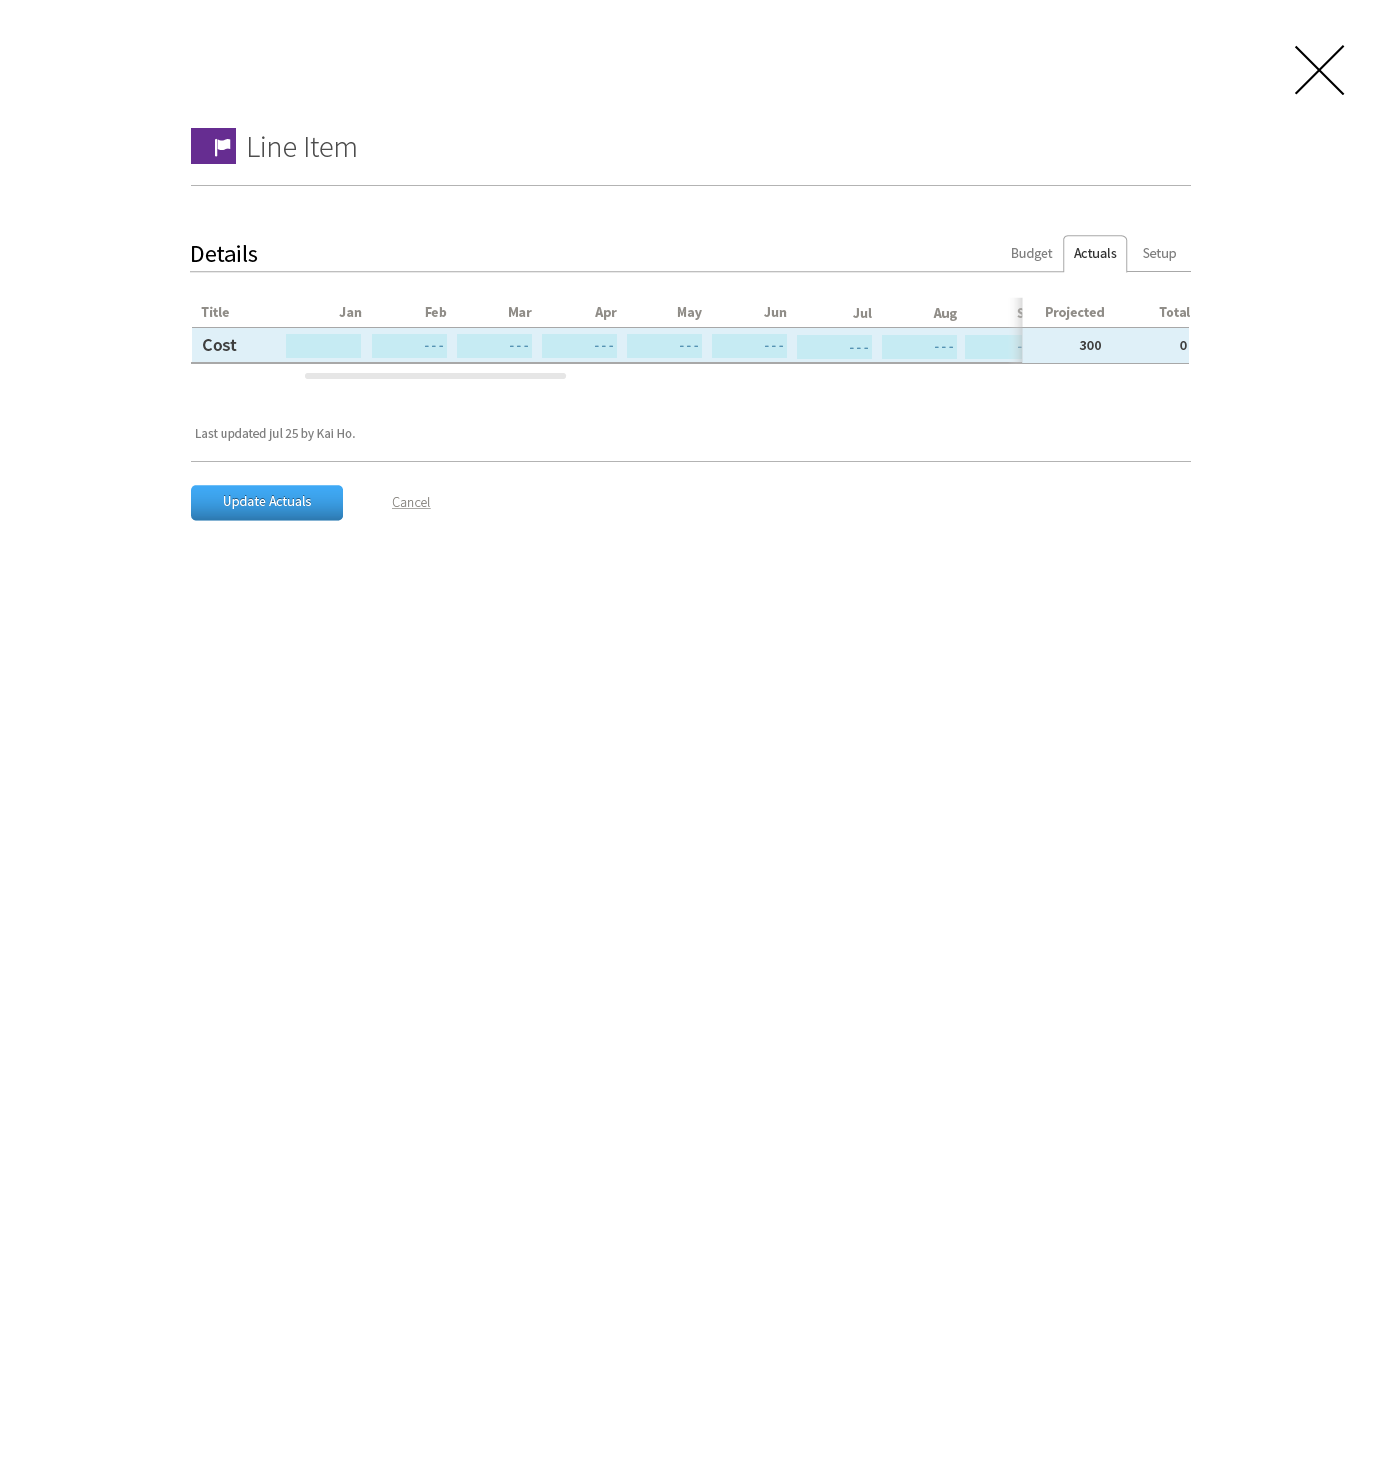 Line Item
Details Budget Actuals Setup
Title Jan Feb Mar Apr May Jun Jul Aug S Projected Total
Cost --- --- --- --- --- --- --- - 300 0
Last updated jul 25 by Kai Ho.
Update Actuals Cancel